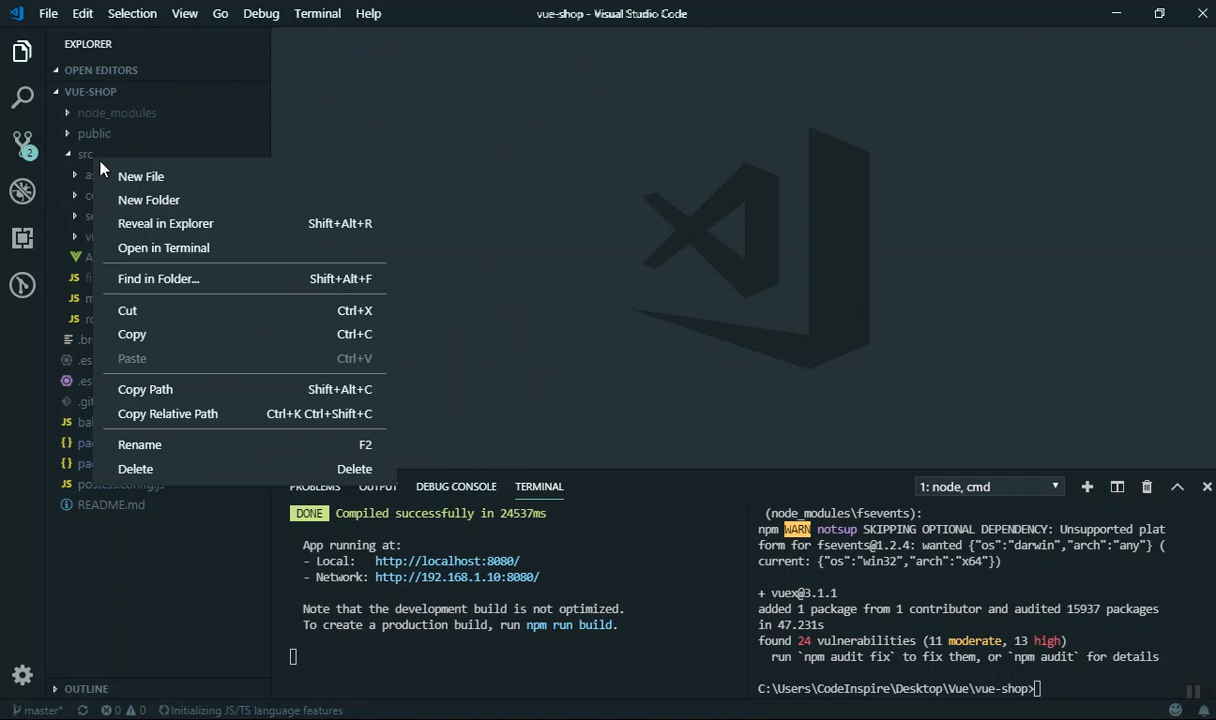 File Edit Selection View Go Debug Terminal Help
vue-shop - Visual Studio Code
EXPLORER
OPEN EDITORS
VUE-SHOP
node_modules
public
src
New File
New Folder
Reveal in Explorer Shift+Alt+R
Open in Terminal
Find in Folder... Shift+Alt+F
Cut Ctrl+X
Copy Ctrl+C
Paste Ctrl+V
Copy Path Shift+Alt+C
Copy Relative Path Ctrl+K Ctrl+Shift+C
Rename F2
Delete Delete
JS
JS
JS
JS
JS postcss.config.js
README.md
OUTLINE
2
PROBLEMS OUTPUT DEBUG CONSOLE TERMINAL
1: node, cmd
DONE Compiled successfully in 24537ms
App running at:
- Local: http://localhost:8080/
- Network: http://192.168.1.10:8080/
Note that the development build is not optimized.
To create a production build, run npm run build.
(node_modules\fsevents):
npm WARN notsup SKIPPING OPTIONAL DEPENDENCY: Unsupported plat
form for fsevents@1.2.4: wanted {"os":"darwin","arch":"any"} (
current: {"os":"win32","arch":"x64"})
+ vuex@3.1.1
added 1 package from 1 contributor and audited 15937 packages
in 47.231s
found 24 vulnerabilities (11 moderate, 13 high)
run `npm audit fix` to fix them, or `npm audit` for details
C:\Users\CodeInspire\Desktop\Vue\vue-shop>
master* 0 0 Initializing JS/TS language features